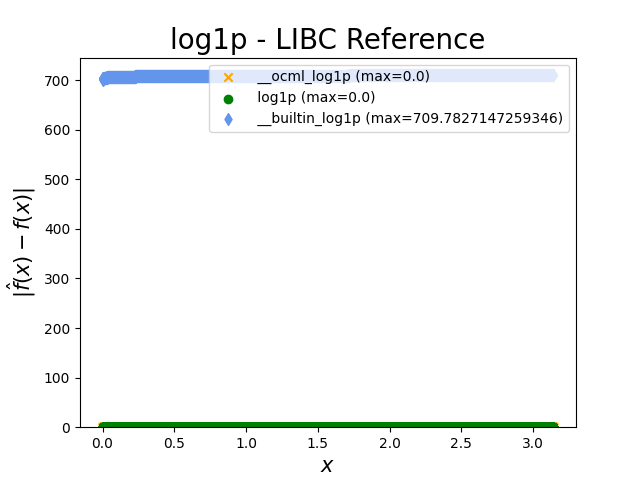 log1p - LIBC Reference
__ocml_log1p (max=0.0)
log1p (max=0.0)
__builtin_log1p (max=709.7827147259346)
|f̂(x) − f(x)|
700
600
500
400
300
200
100
0
0.0 0.5 1.0 1.5 2.0 2.5 3.0
x